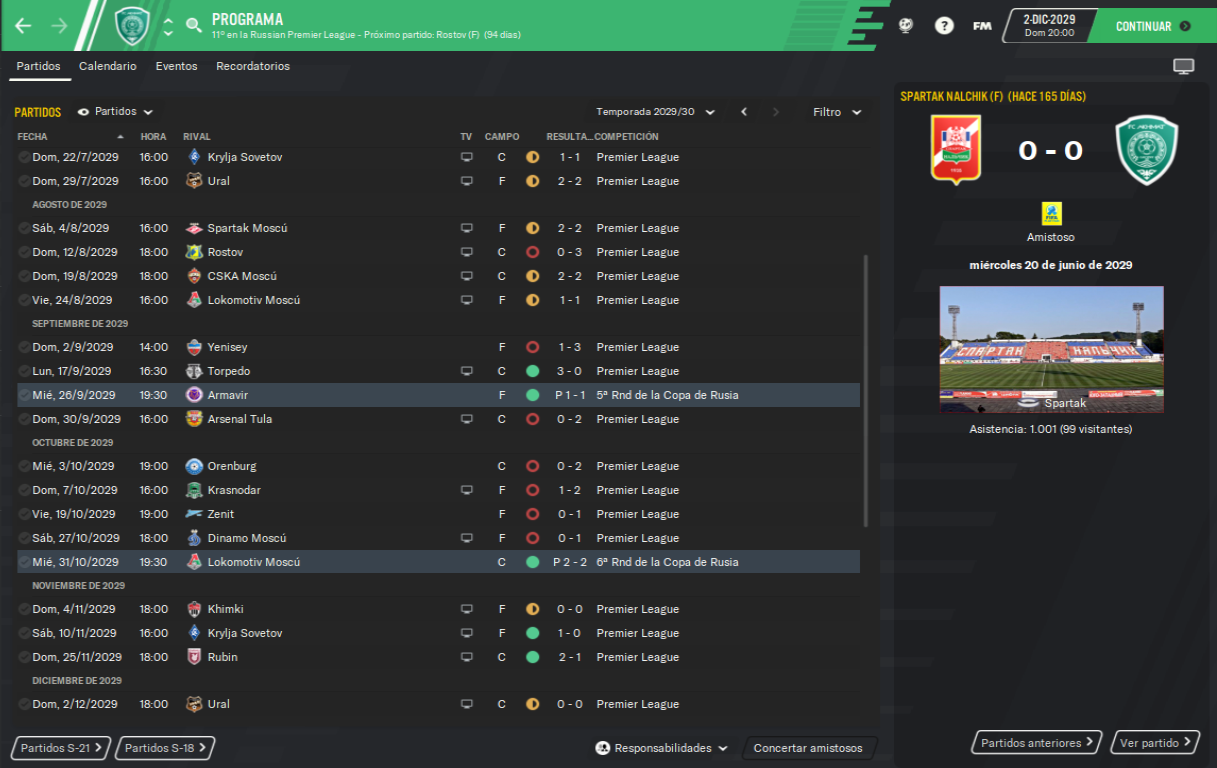 PROGRAMA
11º en la Russian Premier League - Próximo partido: Rostov (F) (94 días)
FM
2-DIC-2029
Dom 20:00
CONTINUAR
Partidos Calendario Eventos Recordatorios
PARTIDOS Partidos Temporada 2029/30 Filtro
FECHA HORA RIVAL TV CAMPO RESULTA... COMPETICIÓN
Dom, 22/7/2029 16:00 Krylja Sovetov C 1 - 1 Premier League
Dom, 29/7/2029 16:00 Ural F 2 - 2 Premier League
AGOSTO DE 2029
Sáb, 4/8/2029 16:00 Spartak Moscú F 2 - 2 Premier League
Dom, 12/8/2029 18:00 Rostov C 0 - 3 Premier League
Dom, 19/8/2029 18:00 CSKA Moscú C 2 - 2 Premier League
Vie, 24/8/2029 16:00 Lokomotiv Moscú F 1 - 1 Premier League
SEPTIEMBRE DE 2029
Dom, 2/9/2029 14:00 Yenisey F 1 - 3 Premier League
Lun, 17/9/2029 16:30 Torpedo C 3 - 0 Premier League
Mié, 26/9/2029 19:30 Armavir F P 1 - 1 5ª Rnd de la Copa de Rusia
Dom, 30/9/2029 16:00 Arsenal Tula C 0 - 2 Premier League
OCTUBRE DE 2029
Mié, 3/10/2029 19:00 Orenburg C 0 - 2 Premier League
Dom, 7/10/2029 16:00 Krasnodar F 1 - 2 Premier League
Vie, 19/10/2029 19:00 Zenit F 0 - 1 Premier League
Sáb, 27/10/2029 18:00 Dinamo Moscú F 0 - 1 Premier League
Mié, 31/10/2029 19:30 Lokomotiv Moscú C P 2 - 2 6ª Rnd de la Copa de Rusia
NOVIEMBRE DE 2029
Dom, 4/11/2029 18:00 Khimki F 0 - 0 Premier League
Sáb, 10/11/2029 16:00 Krylja Sovetov F 1 - 0 Premier League
Dom, 25/11/2029 18:00 Rubin C 2 - 1 Premier League
DICIEMBRE DE 2029
Dom, 2/12/2029 18:00 Ural C 0 - 0 Premier League
Partidos S-21 Partidos S-18 Responsabilidades Concertar amistosos
SPARTAK NALCHIK (F) (HACE 165 DÍAS)
FC AKHMAT
0 - 0
Amistoso
miércoles 20 de junio de 2029
СПАРТАК НАЛЬЧИК
Spartak
Asistencia: 1.001 (99 visitantes)
Partidos anteriores Ver partido